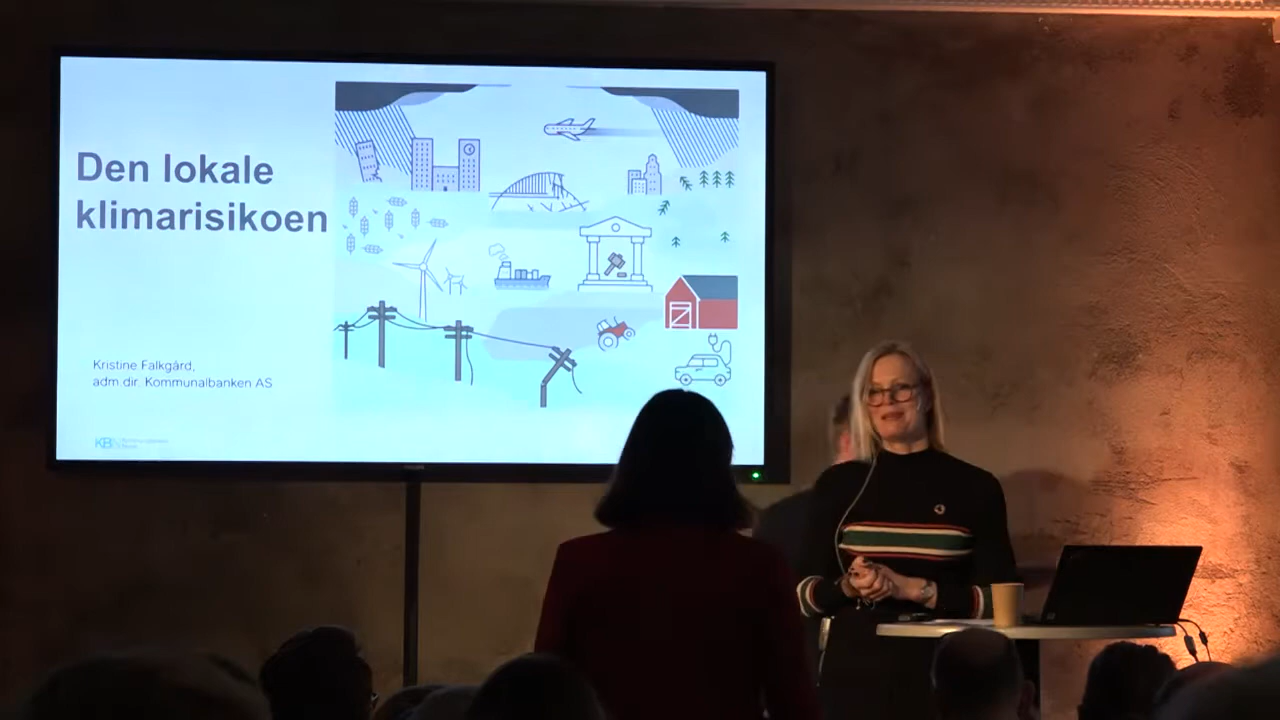 Den lokale
klimarisikoen
Kristine Falkgård,
adm.dir. Kommunalbanken AS
KBN